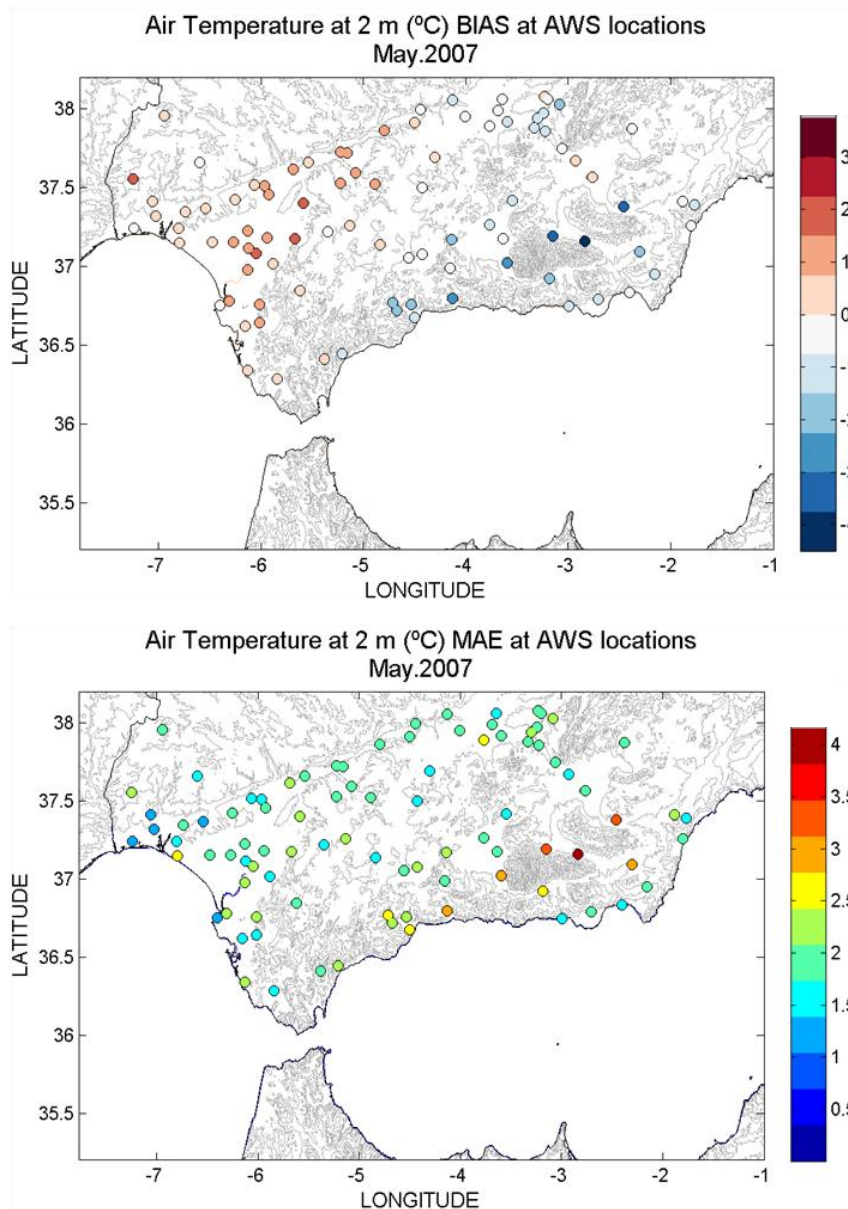 Air Temperature at 2 m (ºC) BIAS at AWS locations
May.2007
LATITUDE
38
37.5
37
36.5
36
35.5
-7 -6 -5 -4 -3 -2 -1
LONGITUDE
3
2
1
0
-
-
-
-
Air Temperature at 2 m (ºC) MAE at AWS locations
May.2007
LATITUDE
38
37.5
37
36.5
36
35.5
-7 -6 -5 -4 -3 -2 -1
LONGITUDE
4
3.5
3
2.5
2
1.5
1
0.5